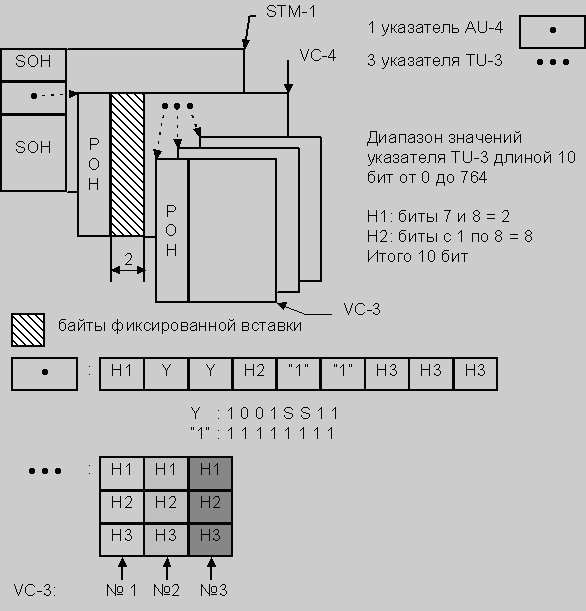 STM-1
1 указатель AU-4
VC-4
3 указателя TU-3
SOH
SOH
P
O
H
P
O
H
2
Диапазон значений
указателя TU-3 длиной 10
бит от 0 до 764
H1: биты 7 и 8 = 2
H2: биты с 1 по 8 = 8
Итого 10 бит
VC-3
байты фиксированной вставки
: H1 Y Y H2 "1" "1" H3 H3 H3
Y : 1 0 0 1 S S 1 1
"1" : 1 1 1 1 1 1 1 1
: H1 H1 H1
H2 H2 H2
H3 H3 H3
VC-3: № 1 №2 №3